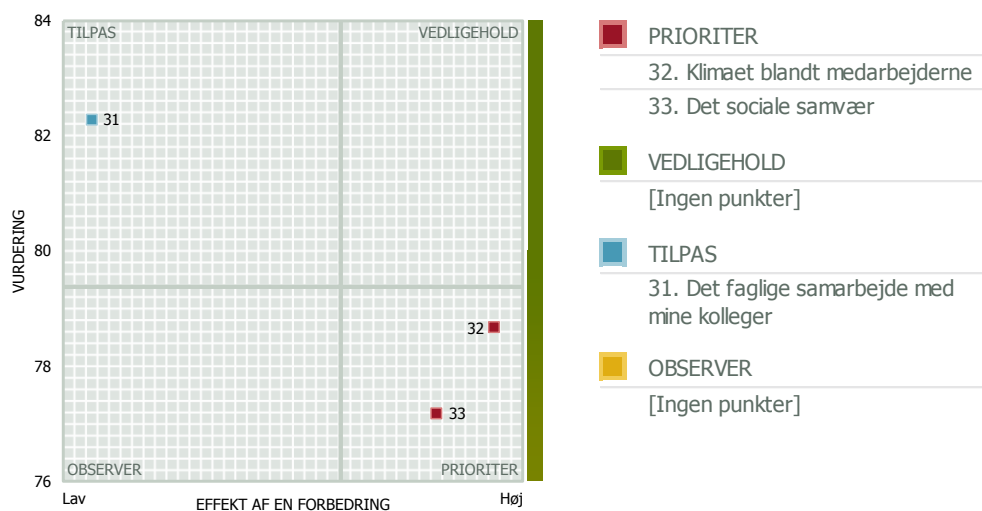 84
TILPAS
VEDLIGEHOLD
31
82
80
VURDERING
32
78
33
OBSERVER
PRIORITER
76
Lav
EFFEKT AF EN FORBEDRING
Høj
PRIORITER
32. Klimaet blandt medarbejderne
33. Det sociale samvær
VEDLIGEHOLD
[Ingen punkter]
TILPAS
31. Det faglige samarbejde med
mine kolleger
OBSERVER
[Ingen punkter]